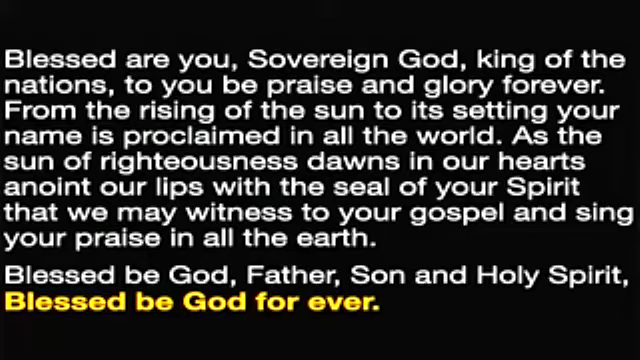 Blessed are you, Sovereign God, king of the
nations, to you be praise and glory forever.
From the rising of the sun to its setting your
name is proclaimed in all the world. As the
sun of righteousness dawns in our hearts
anoint our lips with the seal of your Spirit
that we may witness to your gospel and sing
your praise in all the earth.
Blessed be God, Father, Son and Holy Spirit,
Blessed be God for ever.